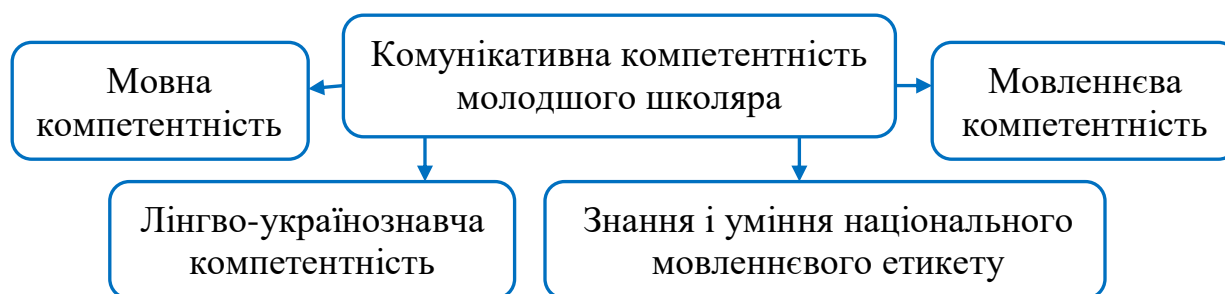 Комунікативна компетентність
молодшого школяра
Мовна
компетентність
Мовленнєва
компетентність
Лінгво-українознавча
компетентність
Знання і уміння національного
мовленнєвого етикету